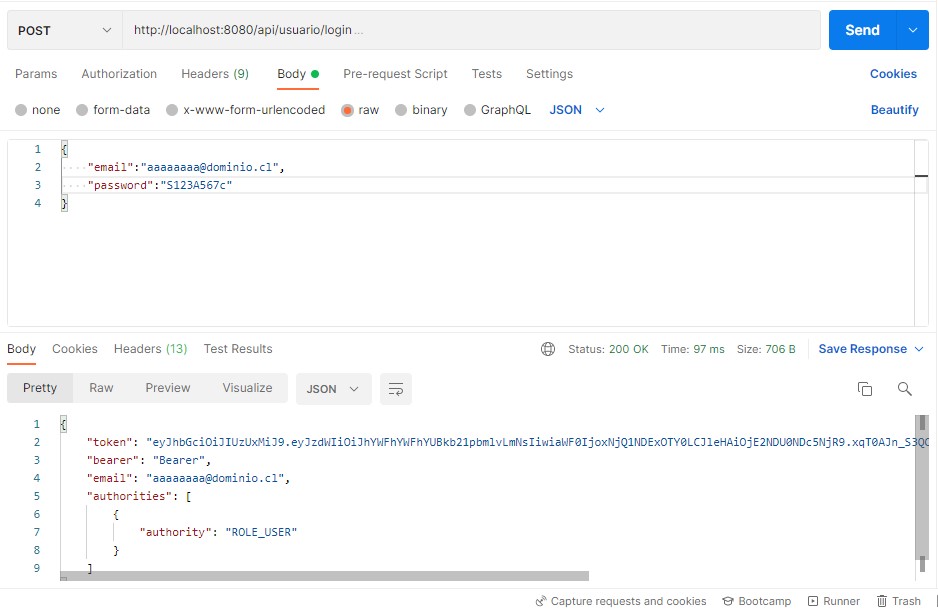 POST http://localhost:8080/api/usuario/login ... Send
Params Authorization Headers (9) Body Pre-request Script Tests Settings Cookies
none form-data x-www-form-urlencoded raw binary GraphQL JSON Beautify
1 {
2 ····"email":"aaaaaaaa@dominio.cl",
3 ····"password":"S123A567c"
4 }
Body Cookies Headers (13) Test Results Status: 200 OK Time: 97 ms Size: 706 B Save Response
Pretty Raw Preview Visualize JSON
1 {
2 "token": "eyJhbGciOiJIUzUxMiJ9.eyJzdWIiOiJhYWFhYWFhYUBkb21pbmlvLmNsIiwiaWF0IjoxNjQ1NDExOTY0LCJleHAiOjE2NDU0NDc5NjR9.xqT0AJn_S3QC
3 "bearer": "Bearer",
4 "email": "aaaaaaaa@dominio.cl",
5 "authorities": [
6 {
7 "authority": "ROLE_USER"
8 }
9 ]
Capture requests and cookies Bootcamp Runner Trash